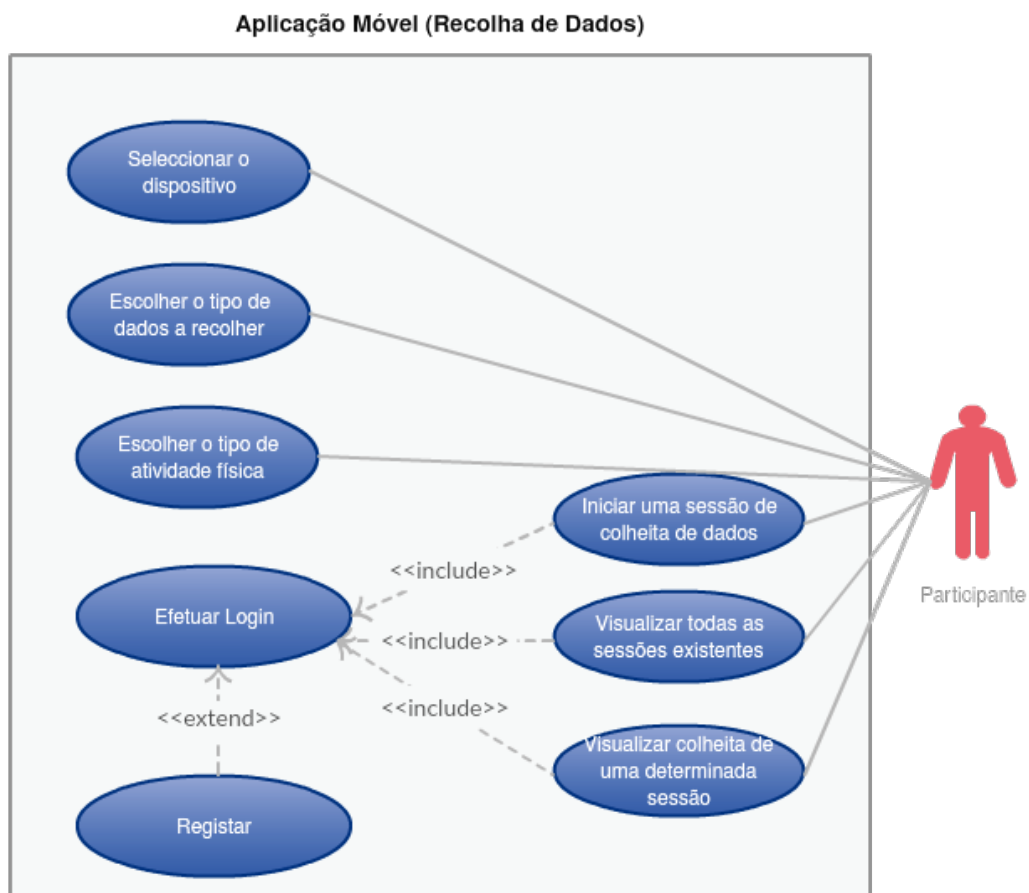 Aplicação Móvel (Recolha de Dados)
Seleccionar o
dispositivo
Escolher o tipo de
dados a recolher
Escolher o tipo de
atividade física
Iniciar uma sessão de
colheita de dados
<<include>>
Efetuar Login
Visualizar todas as
sessões existentes
<<include>>
Participante
<<include>>
<<extend>>
Visualizar colheita de
uma determinada
sessão
Registar